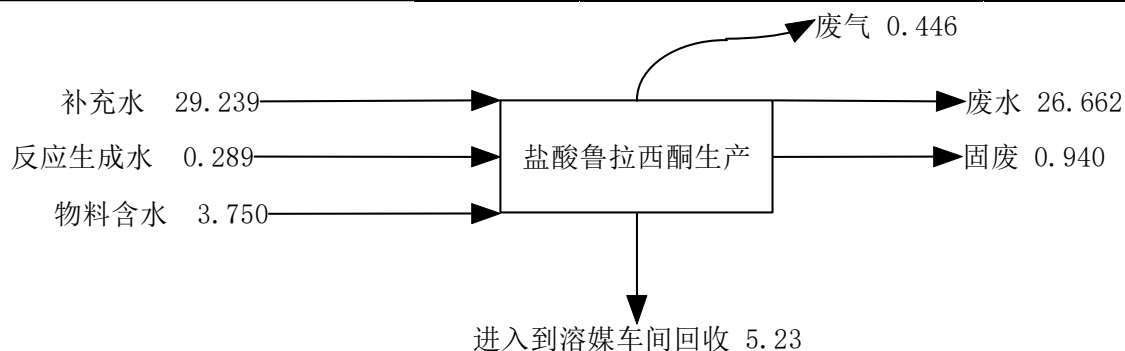 废气 0.446
补充水 29.239
废水 26.662
反应生成水 0.289
盐酸鲁拉西酮生产
固废 0.940
物料含水 3.750
进入到溶媒车间回收 5.23